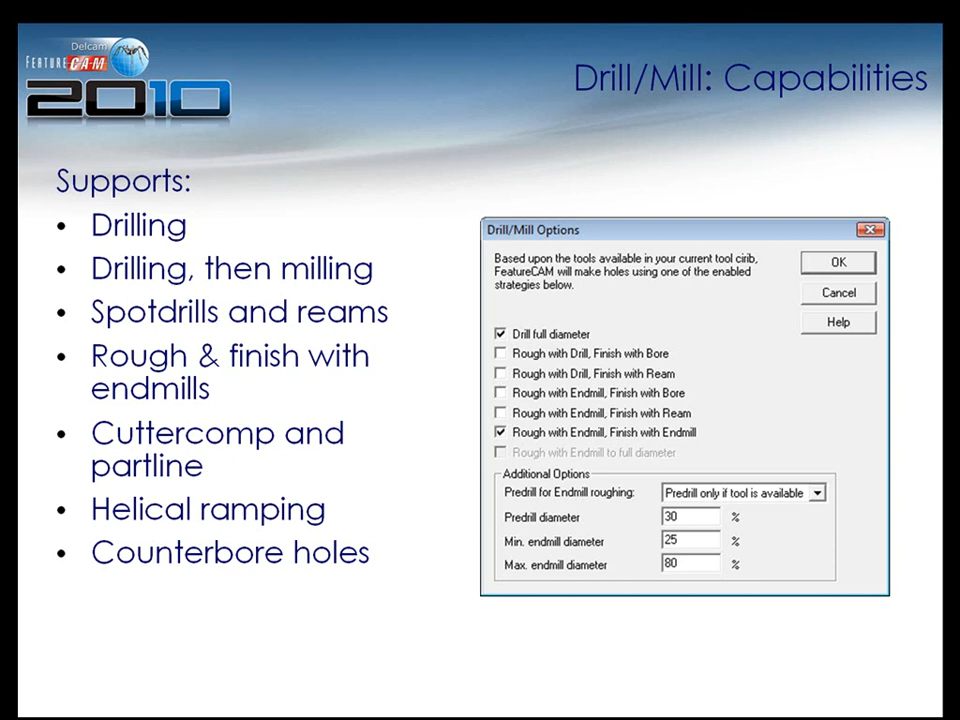 Delcam
FEATURECAM
2010
Drill/Mill: Capabilities
Supports:
• Drilling
• Drilling, then milling
• Spotdrills and reams
• Rough & finish with
endmills
• Cuttercomp and
partline
• Helical ramping
• Counterbore holes
Drill/Mill Options
Based upon the tools available in your current tool cirib,
FeatureCAM will make holes using one of the enabled
strategies below.
OK
Cancel
Help
Drill full diameter
Rough with Drill, Finish with Bore
Rough with Drill, Finish with Ream
Rough with Endmill, Finish with Bore
Rough with Endmill, Finish with Ream
Rough with Endmill, Finish with Endmill
Rough with Endmill to full diameter
Additional Options
Predrill for Endmill roughing: Predrill only if tool is available
Predrill diameter 30 %
Min. endmill diameter 25 %
Max. endmill diameter 80 %